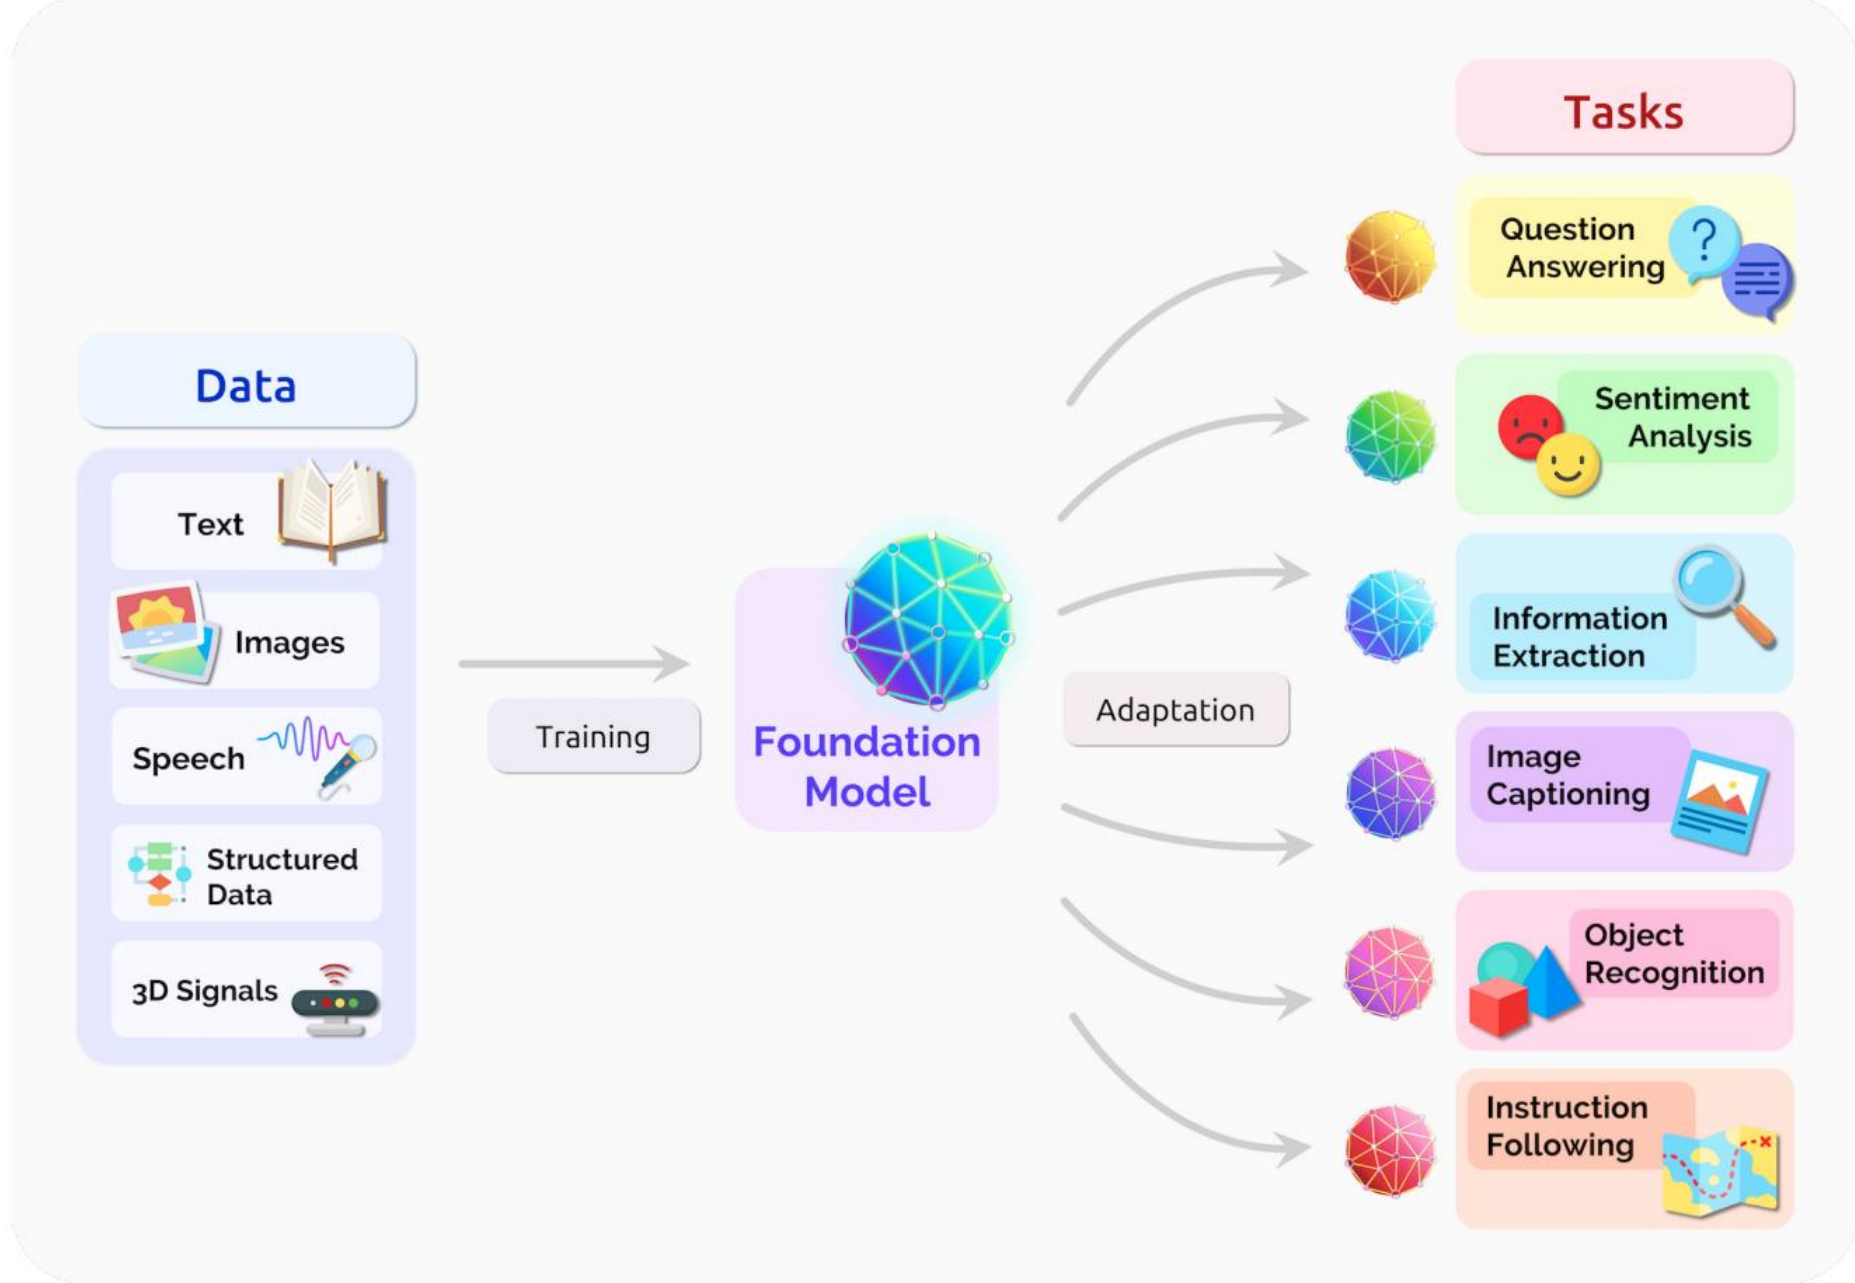 Data
Text
Images
Speech
Structured
Data
3D Signals
Training
Foundation
Model
Adaptation
Tasks
Question
Answering
?
Sentiment
Analysis
Information
Extraction
Image
Captioning
Object
Recognition
Instruction
Following